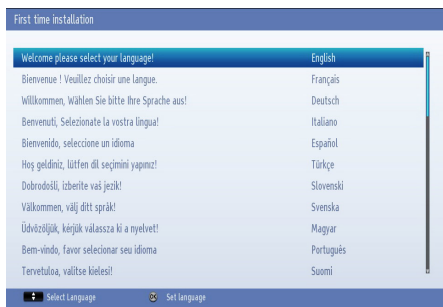 First time installation
Welcome please select your language! English
Bienvenue ! Veuillez choisir une langue. Français
Willkommen, Wählen Sie bitte Ihre Sprache aus! Deutsch
Benvenuti, Selezionate la vostra lingua! Italiano
Bienvenido, seleccione un idioma Español
Hoş geldiniz, lütfen dil seçimini yapınız! Türkçe
Dobrodošli, izberite vaš jezik! Slovenski
Välkommen, välj ditt språk! Svenska
Üdvözöljük, kérjük válassza ki a nyelvet! Magyar
Bem-vindo, favor selecionar seu idioma Português
Tervetuloa, valitse kielesi! Suomi
Select Language OK Set language